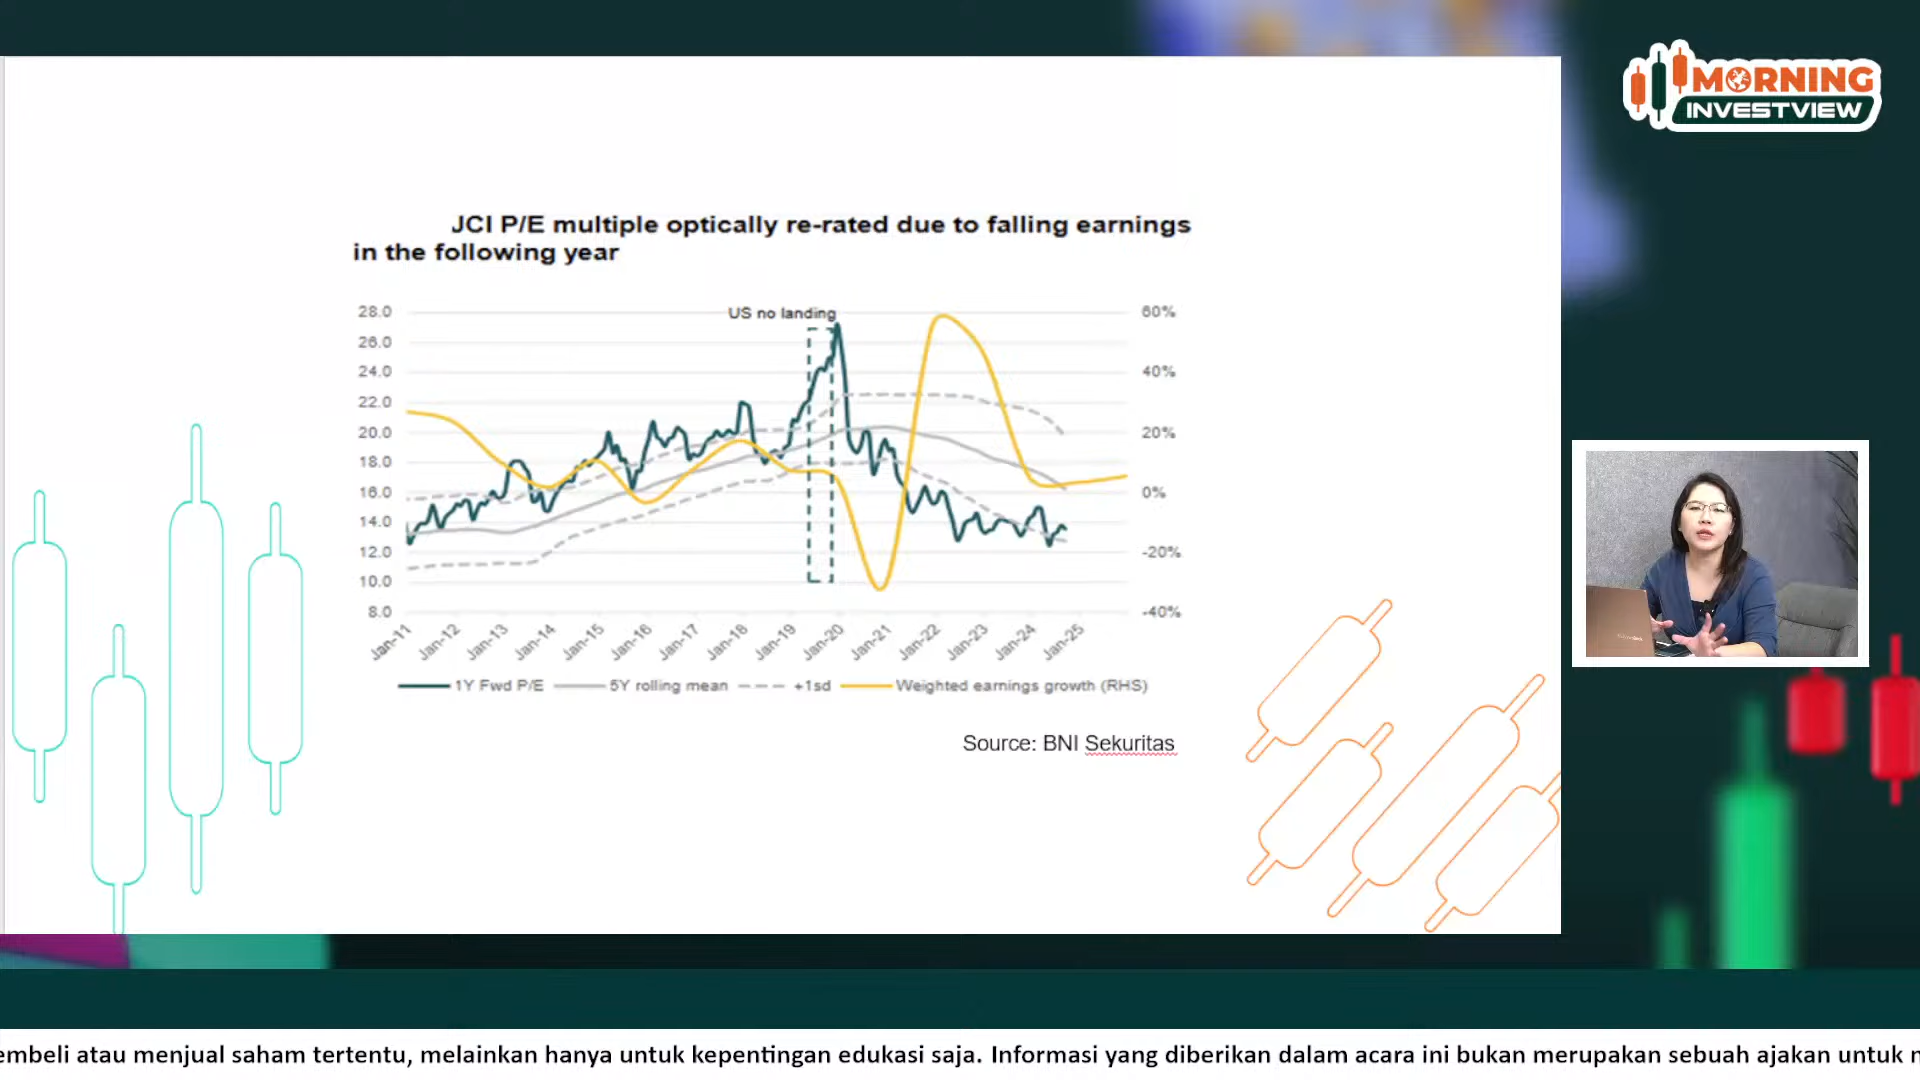 MORNING
INVESTVIEW
JCI P/E multiple optically re-rated due to falling earnings
in the following year
US no landing
28.0
26.0
24.0
22.0
20.0
18.0
16.0
14.0
12.0
10.0
8.0
60%
40%
20%
0%
-20%
-40%
Jan-11 Jan-12 Jan-13 Jan-14 Jan-15 Jan-16 Jan-17 Jan-18 Jan-19 Jan-20 Jan-21 Jan-22 Jan-23 Jan-24 Jan-25
1Y Fwd P/E 5Y rolling mean +1sd Weighted earnings growth (RHS)
Source: BNI Sekuritas
embeli atau menjual saham tertentu, melainkan hanya untuk kepentingan edukasi saja. Informasi yang diberikan dalam acara ini bukan merupakan sebuah ajakan untuk